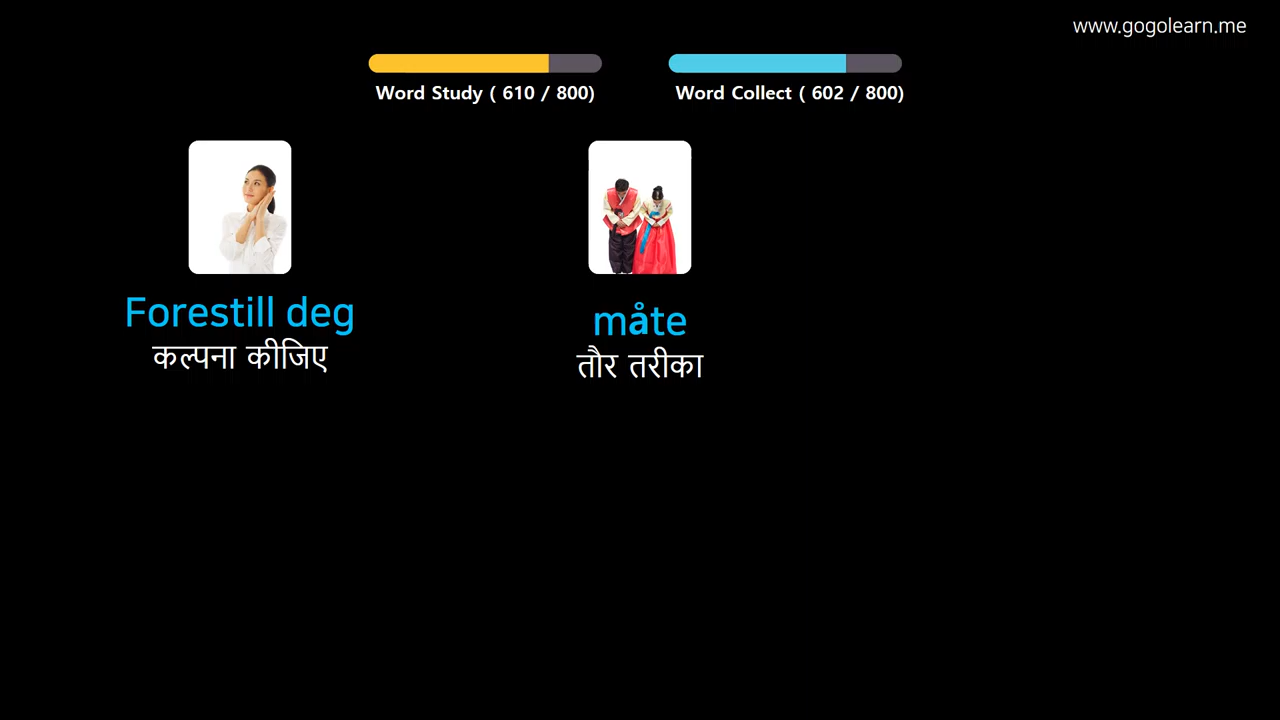 www.gogolearn.me
Word Study ( 610 / 800)
Word Collect ( 602 / 800)
Forestill deg
कल्पना कीजिए
måte
तौर तरीका